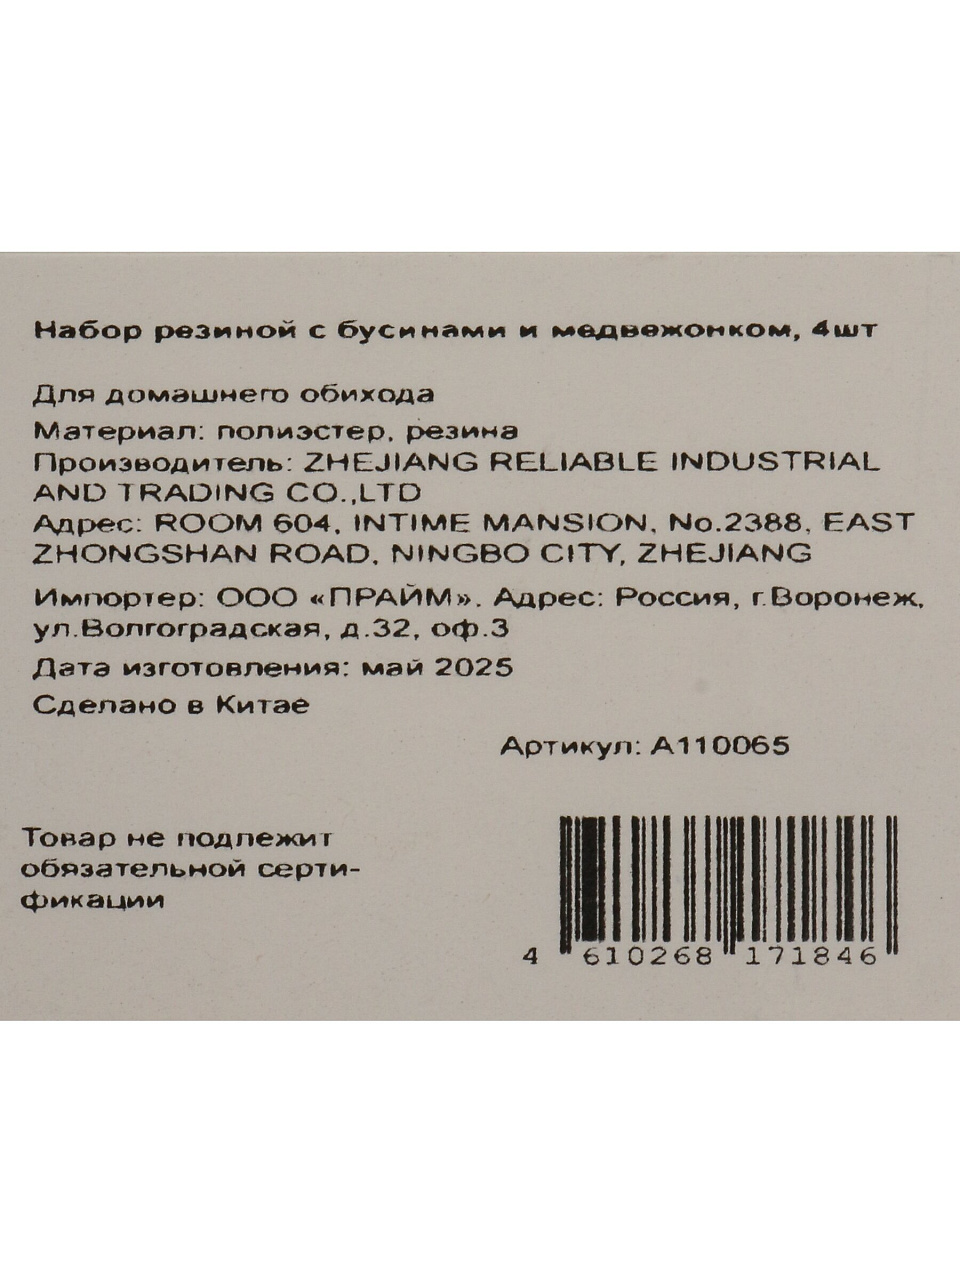 Набор резиной с бусинами и медвежонком, 4шт
Для домашнего обихода
Материал: полиэстер, резина
Производитель: ZHEJIANG RELIABLE INDUSTRIAL
AND TRADING CO.,LTD
Адрес: ROOM 604, INTIME MANSION, No.2388, EAST
ZHONGSHAN ROAD, NINGBO CITY, ZHEJIANG
Импортер: ООО «ПРАЙМ». Адрес: Россия, г.Воронеж,
ул.Волгоградская, д.32, оф.3
Дата изготовления: май 2025
Сделано в Китае
Артикул: А110065
Товар не подлежит
обязательной серти-
фикации
4 610268 171846